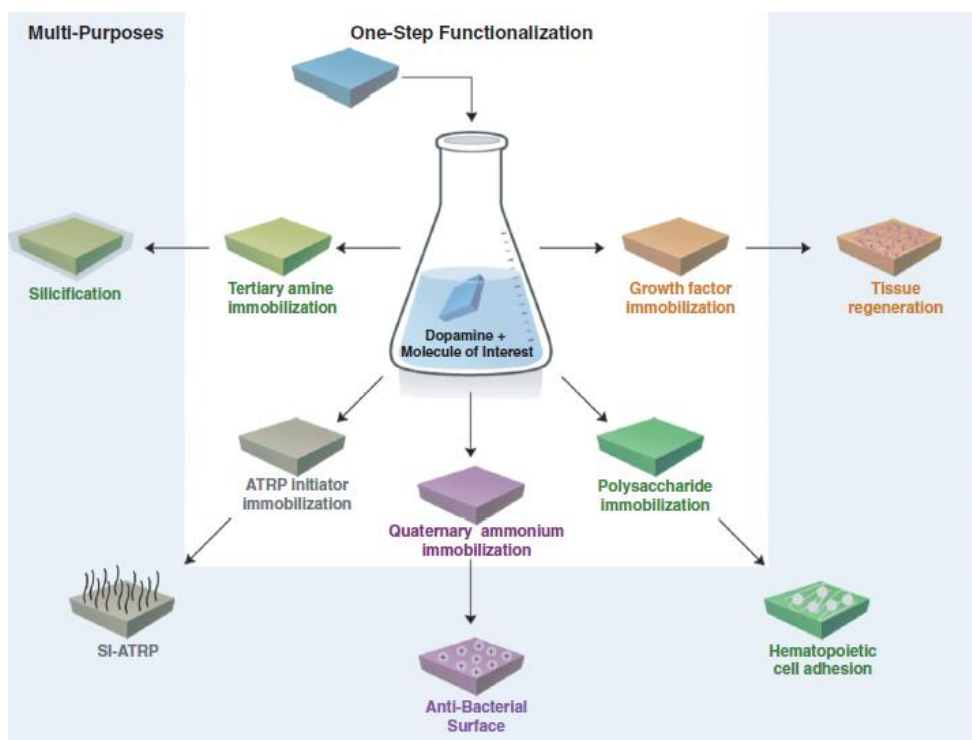 Multi-Purposes
One-Step Functionalization
Silicification
Tertiary amine
immobilization
Dopamine +
Molecule of Interest
Growth factor
immobilization
Tissue
regeneration
ATRP initiator
immobilization
Quaternary ammonium
immobilization
Polysaccharide
immobilization
SI-ATRP
Anti-Bacterial
Surface
Hematopoietic
cell adhesion